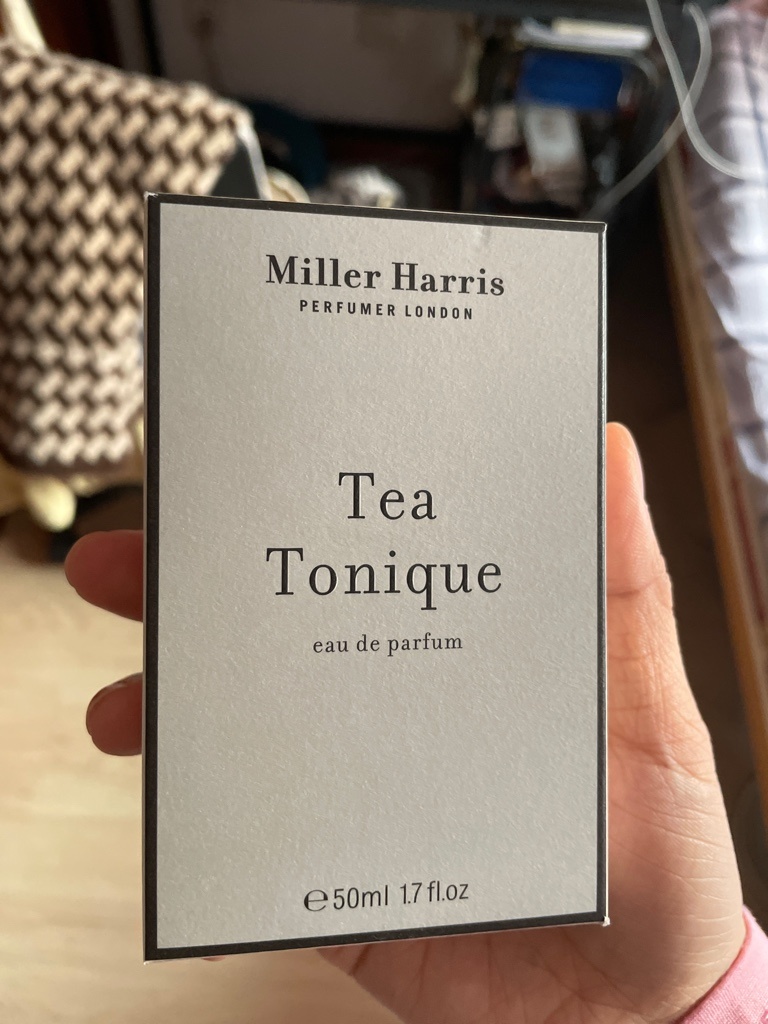 Miller Harris
PERFUMER LONDON
Tea
Tonique
eau de parfum
℮50ml 1.7 fl.oz